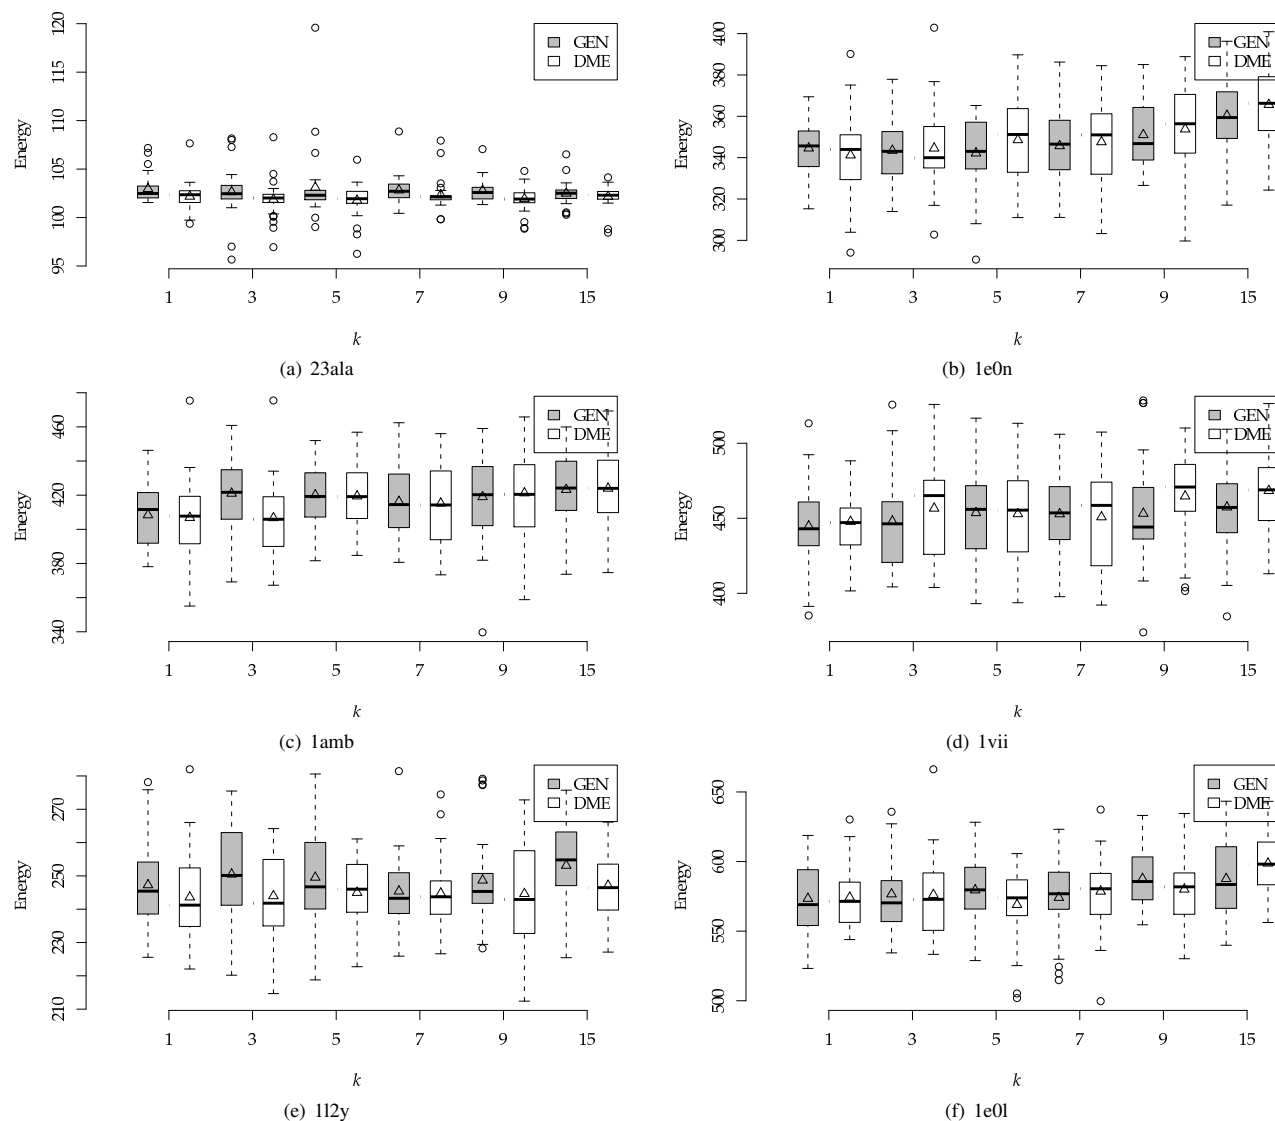 120
115
110
105
100
95
Energy
GEN
DME
1 3 5 7 9 15
k
(a) 23ala
400
380
360
340
320
300
Energy
GEN
DME
1 3 5 7 9 15
k
(b) 1e0n
460
420
380
340
Energy
GEN
DME
1 3 5 7 9 15
k
(c) 1amb
500
450
400
Energy
GEN
DME
1 3 5 7 9 15
k
(d) 1vii
270
250
230
210
Energy
GEN
DME
1 3 5 7 9 15
k
(e) 1l2y
650
600
550
500
Energy
GEN
DME
1 3 5 7 9 15
k
(f) 1e0l